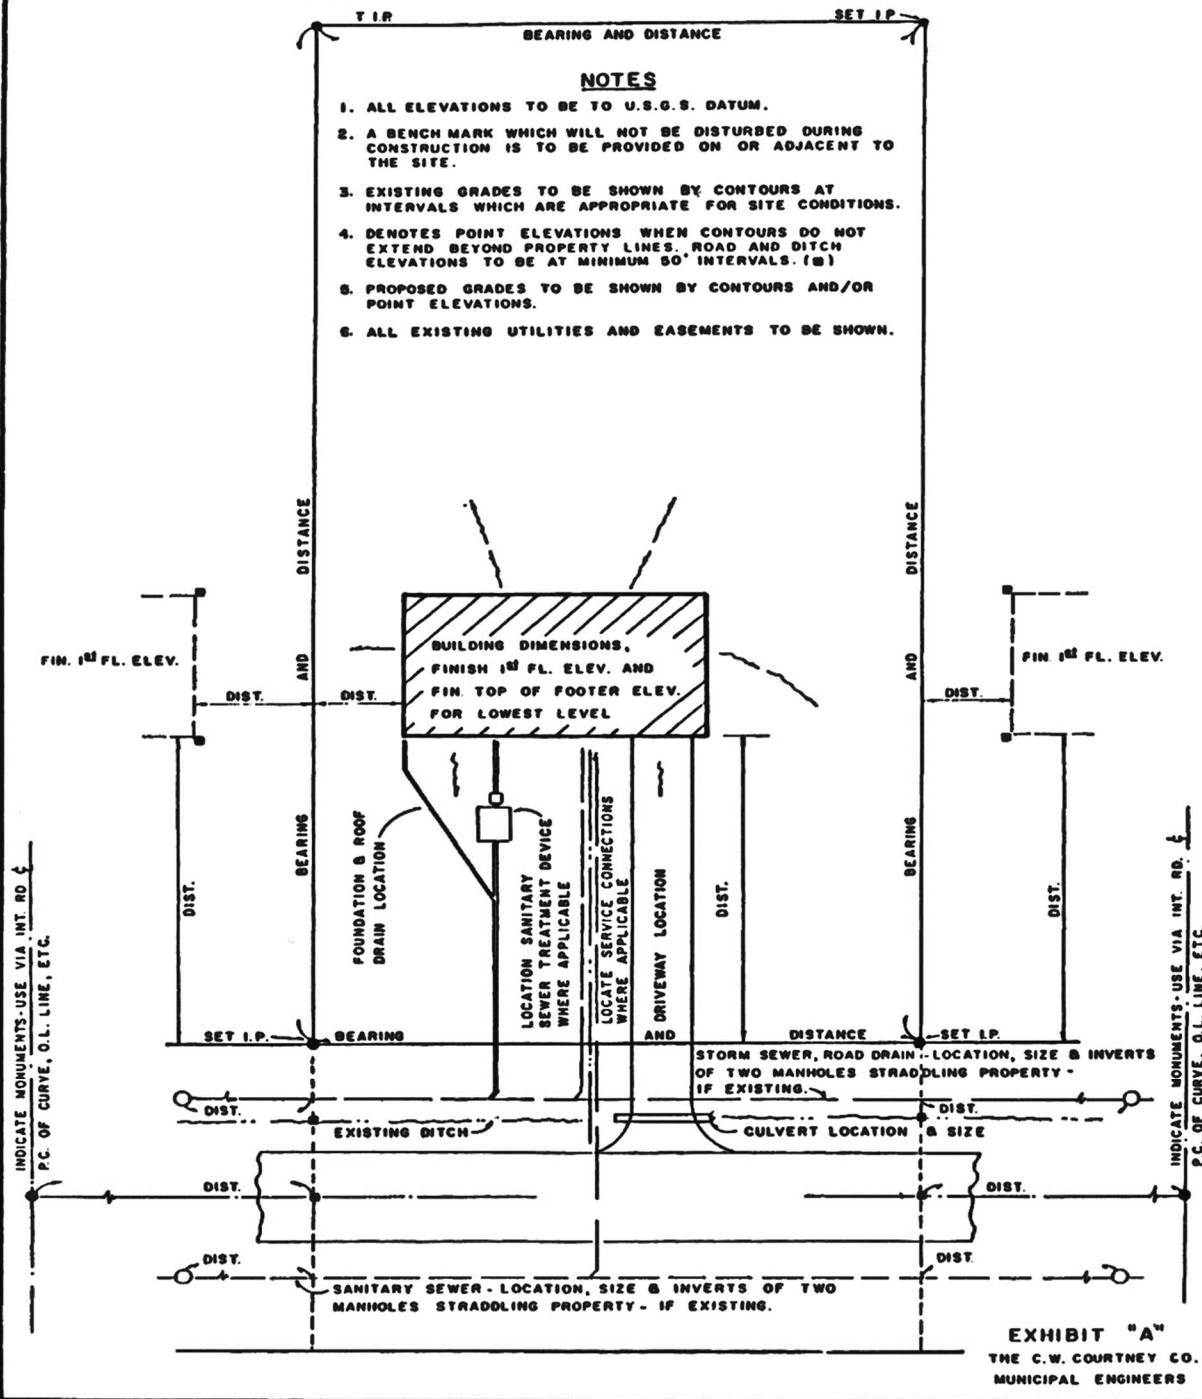 T I.P.
SET I.P.
BEARING AND DISTANCE
NOTES
1. ALL ELEVATIONS TO BE TO U.S.G.S. DATUM.
2. A BENCH MARK WHICH WILL NOT BE DISTURBED DURING
CONSTRUCTION IS TO BE PROVIDED ON OR ADJACENT TO
THE SITE.
3. EXISTING GRADES TO BE SHOWN BY CONTOURS AT
INTERVALS WHICH ARE APPROPRIATE FOR SITE CONDITIONS.
4. DENOTES POINT ELEVATIONS WHEN CONTOURS DO NOT
EXTEND BEYOND PROPERTY LINES. ROAD AND DITCH
ELEVATIONS TO BE AT MINIMUM 50' INTERVALS. (■)
5. PROPOSED GRADES TO BE SHOWN BY CONTOURS AND/OR
POINT ELEVATIONS.
6. ALL EXISTING UTILITIES AND EASEMENTS TO BE SHOWN.
BEARING AND DISTANCE
BEARING AND DISTANCE
FIN. 1st FL. ELEV.
FIN. 1st FL. ELEV.
DIST.
DIST.
DIST.
BUILDING DIMENSIONS,
FINISH 1st FL. ELEV. AND
FIN. TOP OF FOOTER ELEV.
FOR LOWEST LEVEL
DIST.
FOUNDATION & ROOF
DRAIN LOCATION
LOCATION SANITARY
SEWER TREATMENT DEVICE
WHERE APPLICABLE
LOCATE SERVICE CONNECTIONS
WHERE APPLICABLE
DRIVEWAY LOCATION
DIST.
DIST.
INDICATE MONUMENTS-USE VIA INT. RD. ℄
P.C. OF CURVE, O.L. LINE, ETC.
INDICATE MONUMENTS-USE VIA INT. RD. ℄
P.C. OF CURVE, O.L. LINE, ETC.
SET I.P.
BEARING AND DISTANCE
SET I.P.
STORM SEWER, ROAD DRAIN-LOCATION, SIZE & INVERTS
OF TWO MANHOLES STRADDLING PROPERTY -
IF EXISTING.
DIST.
DIST.
EXISTING DITCH
CULVERT LOCATION & SIZE
DIST.
DIST.
DIST.
DIST.
SANITARY SEWER - LOCATION, SIZE & INVERTS OF TWO
MANHOLES STRADDLING PROPERTY - IF EXISTING.
EXHIBIT "A"
THE C.W. COURTNEY CO.
MUNICIPAL ENGINEERS